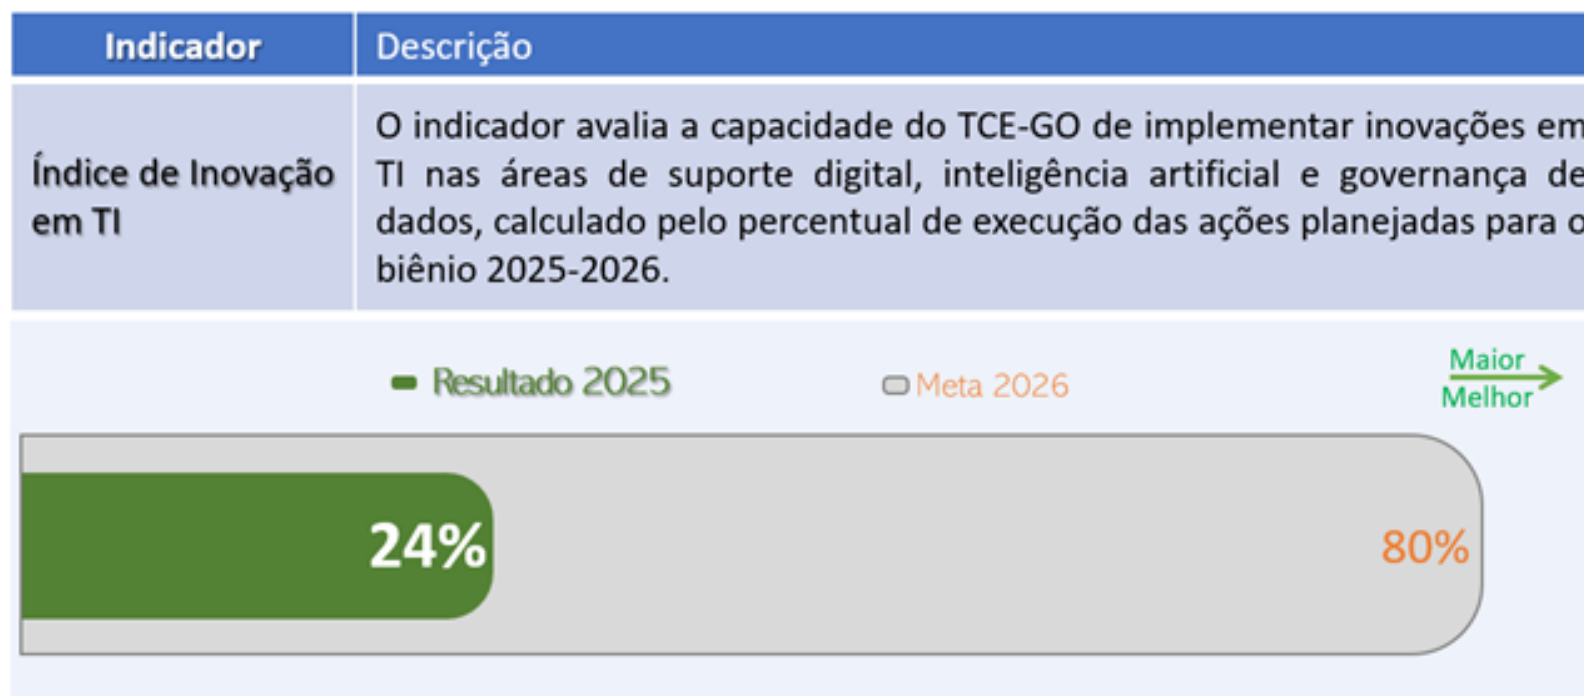 Indicador Descrição
Índice de Inovação em TI
O indicador avalia a capacidade do TCE-GO de implementar inovações em
TI nas áreas de suporte digital, inteligência artificial e governança de
dados, calculado pelo percentual de execução das ações planejadas para o
biênio 2025-2026.
Resultado 2025 Meta 2026
Maior
Melhor
24% 80%